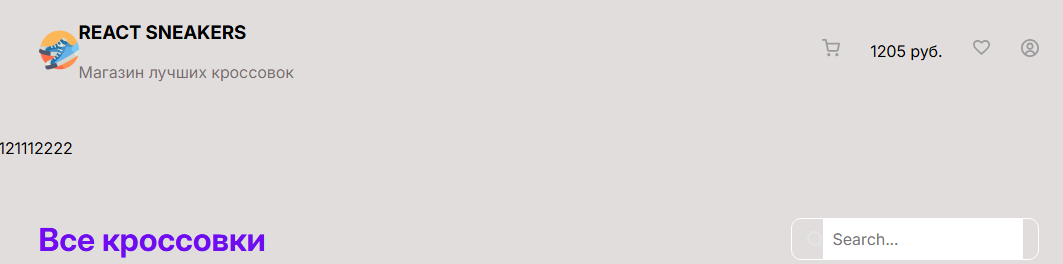 REACT SNEAKERS
Магазин лучших кроссовок
1205 руб.
121112222
Все кроссовки
Search...